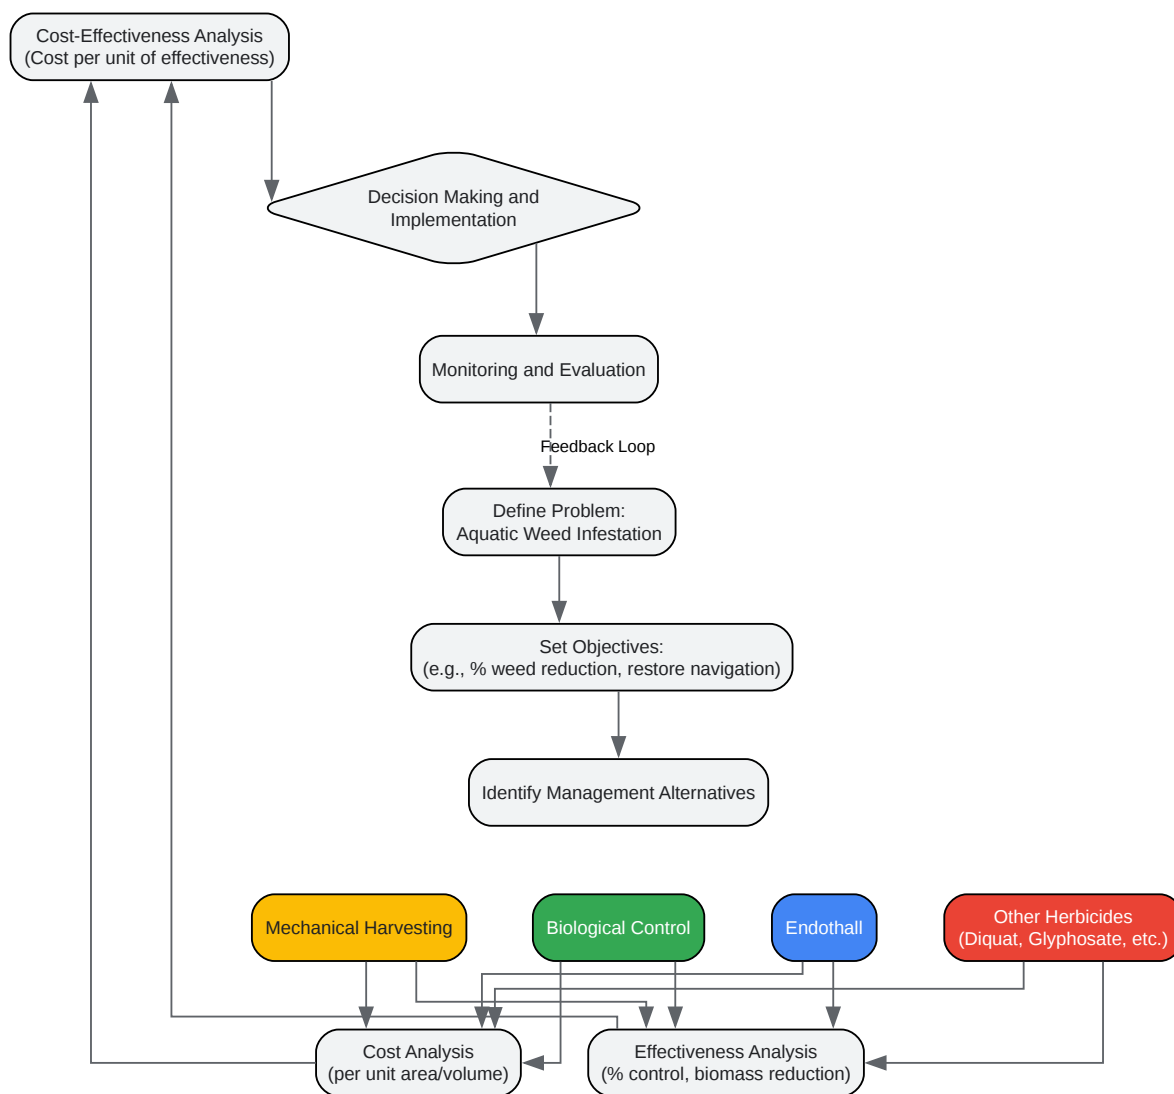 Cost-Effectiveness Analysis
(Cost per unit of effectiveness)
Decision Making and
Implementation
Monitoring and Evaluation
Feedback Loop
Define Problem:
Aquatic Weed Infestation
Set Objectives:
(e.g., % weed reduction, restore navigation)
Identify Management Alternatives
Mechanical Harvesting
Biological Control
Endothall
Other Herbicides
(Diquat, Glyphosate, etc.)
Cost Analysis
(per unit area/volume)
Effectiveness Analysis
(% control, biomass reduction)